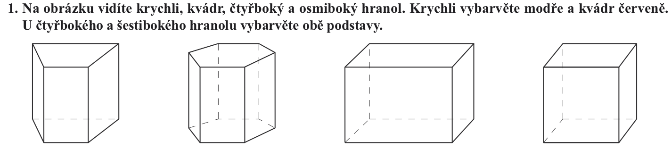 1. Na obrázku vidíte krychli, kvádr, čtyřboký a osmiboký hranol. Krychli vybarvěte modře a kvádr červeně.
U čtyřbokého a šestibokého hranolu vybarvěte obě podstavy.